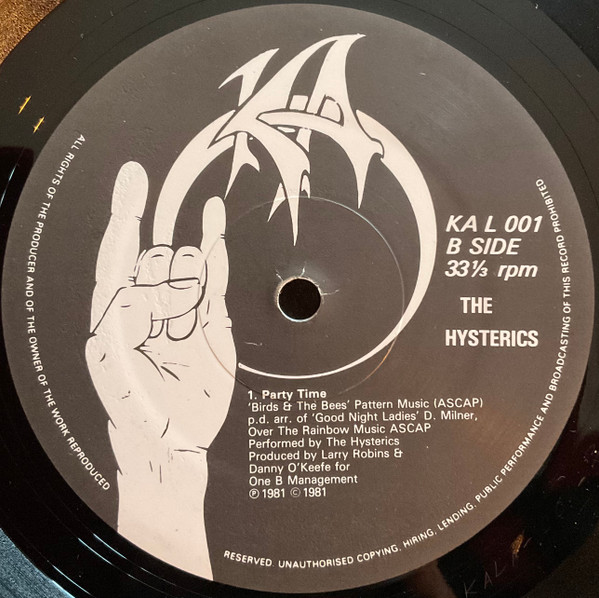 KA
KA L 001
B SIDE
33⅓ rpm
THE
HYSTERICS
1. Party Time
'Birds & The Bees' Pattern Music (ASCAP)
p.d. arr. of 'Good Night Ladies' D. Milner,
Over The Rainbow Music ASCAP
Performed by The Hysterics
Produced by Larry Robins &
Danny O'Keefe for
One B Management
℗ 1981 © 1981
ALL RIGHTS OF THE PRODUCER AND OF THE OWNER OF THE WORK REPRODUCED
RESERVED. UNAUTHORISED COPYING, HIRING, LENDING, PUBLIC PERFORMANCE AND BROADCASTING OF THIS RECORD PROHIBITED